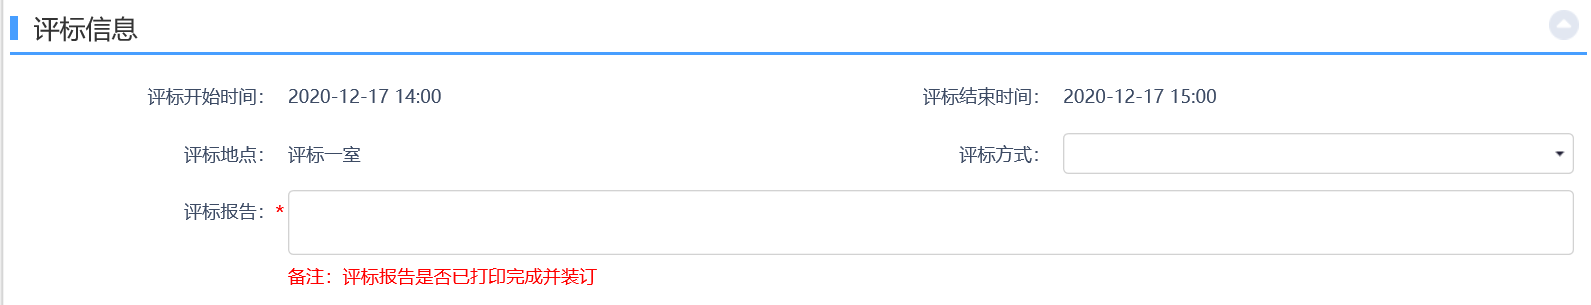 评标信息
评标开始时间： 2020-12-17 14:00 评标结束时间： 2020-12-17 15:00
评标地点： 评标一室 评标方式：
评标报告：*
备注：评标报告是否已打印完成并装订